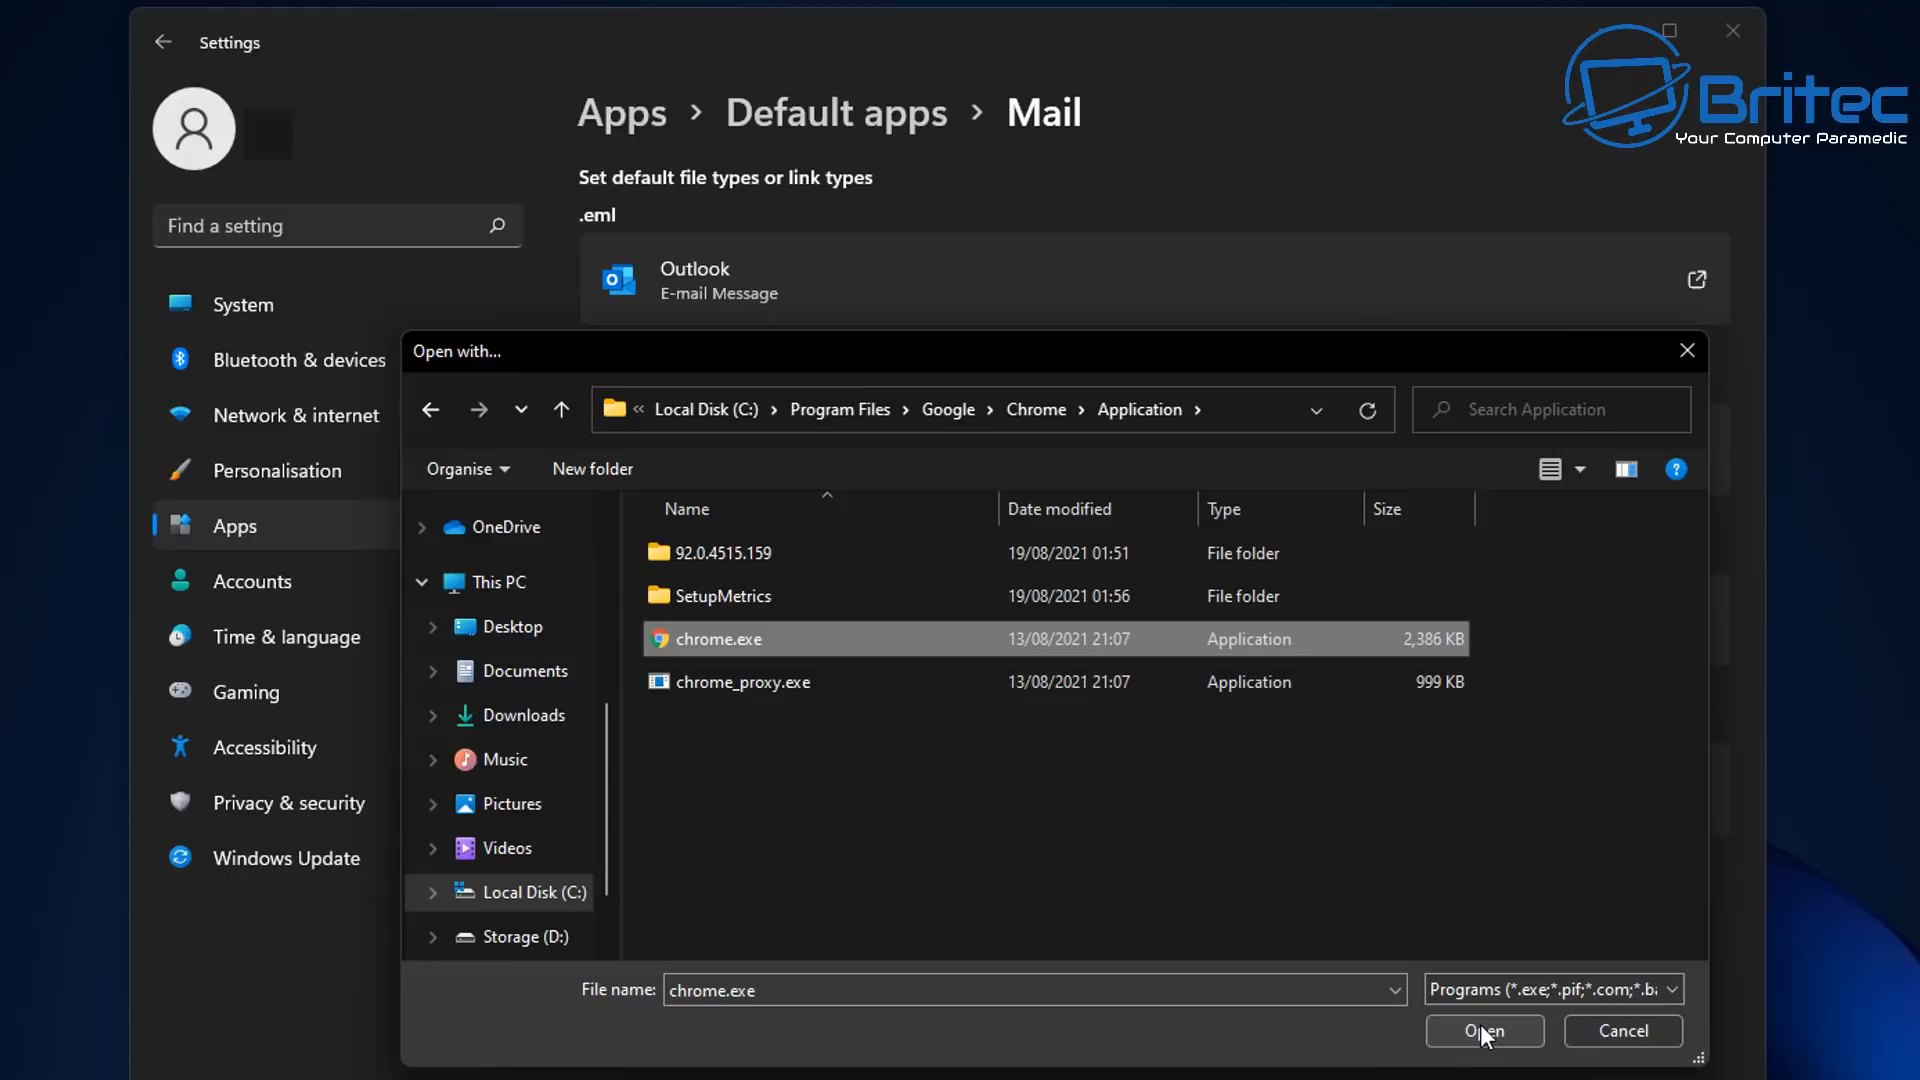 Settings
Britec
Your Computer Paramedic
Apps > Default apps > Mail
Set default file types or link types
.eml
Find a setting
Outlook
E-mail Message
System
Bluetooth & devices
Network & internet
Personalisation
Apps
Accounts
Time & language
Gaming
Accessibility
Privacy & security
Windows Update
Open with...
« Local Disk (C:) > Program Files > Google > Chrome > Application >
Search Application
Organise
New folder
Name Date modified Type Size
OneDrive
This PC
Desktop
Documents
Downloads
Music
Pictures
Videos
Local Disk (C:)
Storage (D:)
92.0.4515.159 19/08/2021 01:51 File folder
SetupMetrics 19/08/2021 01:56 File folder
chrome.exe 13/08/2021 21:07 Application 2,386 KB
chrome_proxy.exe 13/08/2021 21:07 Application 999 KB
File name: chrome.exe
Programs (*.exe;*.pif;*.com;*.ba
Open
Cancel